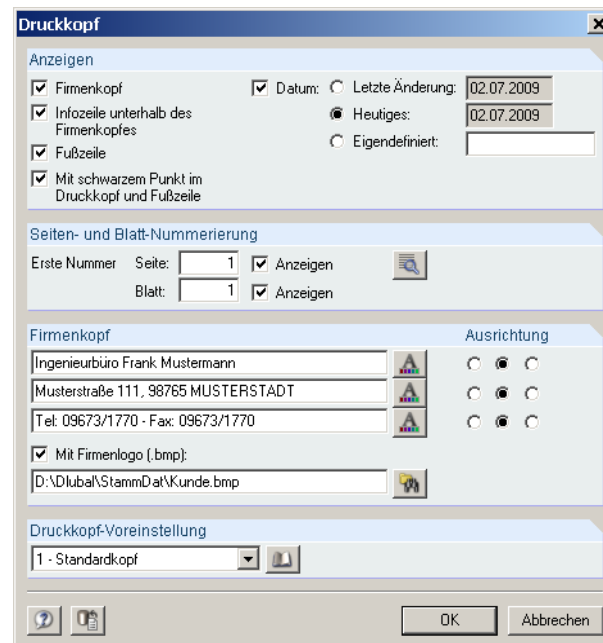 Druckkopf
Anzeigen
Firmenkopf
Infozeile unterhalb des
Firmenkopfes
Fußzeile
Mit schwarzem Punkt im
Druckkopf und Fußzeile
Datum:
Letzte Änderung: 02.07.2009
Heutiges: 02.07.2009
Eigendefiniert:
Seiten- und Blatt-Nummerierung
Erste Nummer Seite: 1 Anzeigen
Blatt: 1 Anzeigen
Firmenkopf Ausrichtung
Ingenieurbüro Frank Mustermann
Musterstraße 111, 98765 MUSTERSTADT
Tel: 09673/1770 - Fax: 09673/1770
Mit Firmenlogo (.bmp):
D:\Dlubal\StammDat\Kunde.bmp
Druckkopf-Voreinstellung
1 - Standardkopf
OK Abbrechen